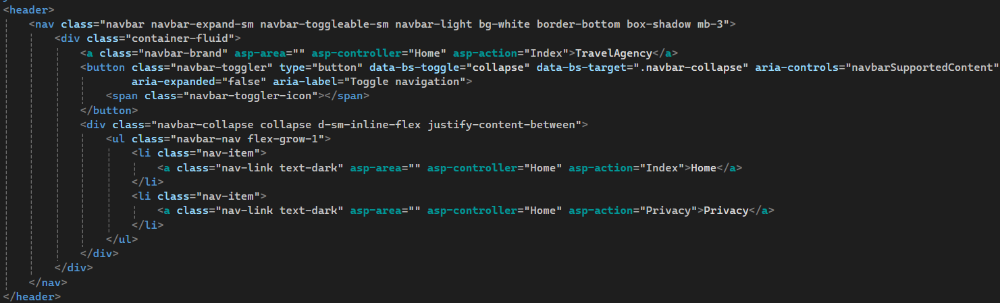 <header>
<nav class="navbar navbar-expand-sm navbar-toggleable-sm navbar-light bg-white border-bottom box-shadow mb-3">
<div class="container-fluid">
<a class="navbar-brand" asp-area="" asp-controller="Home" asp-action="Index">TravelAgency</a>
<button class="navbar-toggler" type="button" data-bs-toggle="collapse" data-bs-target=".navbar-collapse" aria-controls="navbarSupportedContent"
aria-expanded="false" aria-label="Toggle navigation">
<span class="navbar-toggler-icon"></span>
</button>
<div class="navbar-collapse collapse d-sm-inline-flex justify-content-between">
<ul class="navbar-nav flex-grow-1">
<li class="nav-item">
<a class="nav-link text-dark" asp-area="" asp-controller="Home" asp-action="Index">Home</a>
</li>
<li class="nav-item">
<a class="nav-link text-dark" asp-area="" asp-controller="Home" asp-action="Privacy">Privacy</a>
</li>
</ul>
</div>
</div>
</nav>
</header>